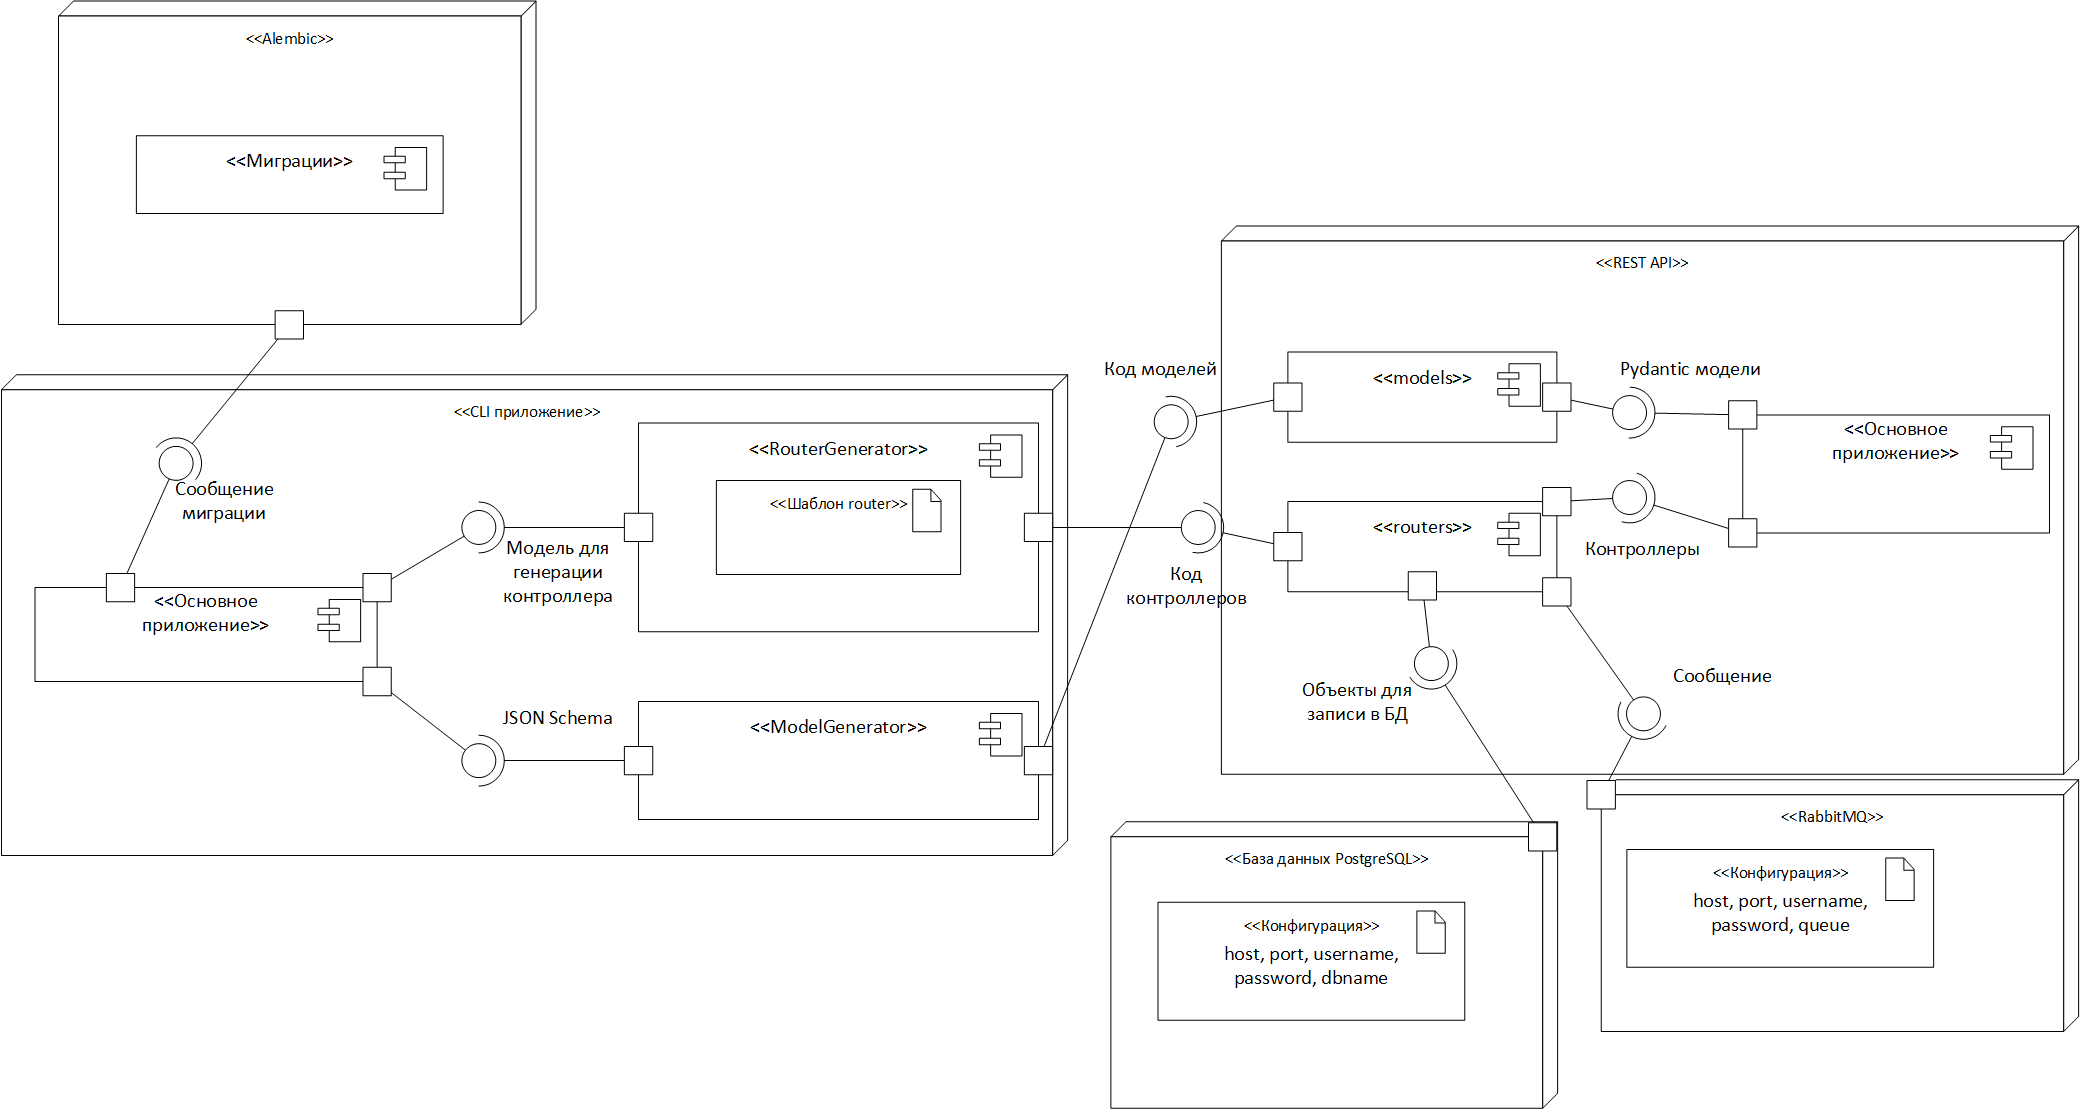 <<Alembic>>
<<Миграции>>
Сообщение
миграции
<<CLI приложение>>
<<Основное
приложение>>
Модель для
генерации
контроллера
JSON Schema
<<RouterGenerator>>
<<Шаблон router>>
<<ModelGenerator>>
Код моделей
Код
контроллеров
<<REST API>>
<<models>>
Pydantic модели
<<Основное
приложение>>
<<routers>>
Контроллеры
Объекты для
записи в БД
Сообщение
<<База данных PostgreSQL>>
<<Конфигурация>>
host, port, username,
password, dbname
<<RabbitMQ>>
<<Конфигурация>>
host, port, username,
password, queue